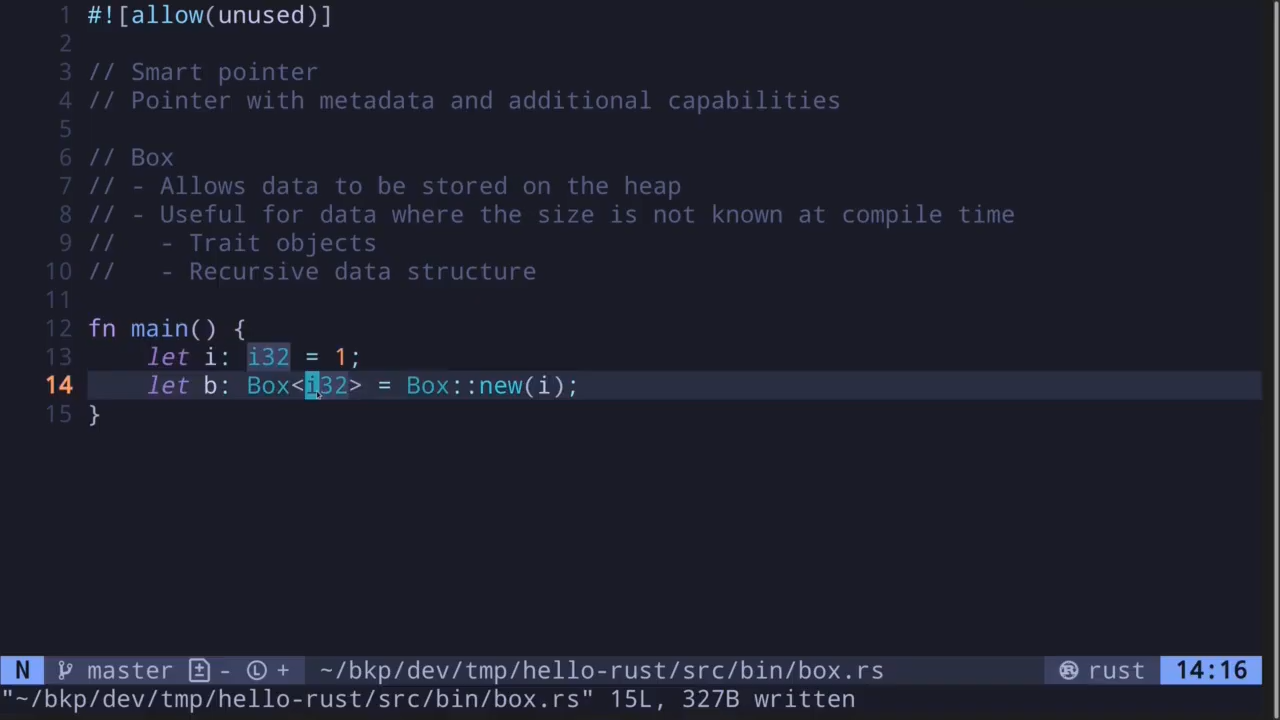 1 #![allow(unused)]
2
3 // Smart pointer
4 // Pointer with metadata and additional capabilities
5
6 // Box
7 // - Allows data to be stored on the heap
8 // - Useful for data where the size is not known at compile time
9 //   - Trait objects
10 //   - Recursive data structure
11
12 fn main() {
13     let i: i32 = 1;
14     let b: Box<i32> = Box::new(i);
15 }
N master - L + ~/bkp/dev/tmp/hello-rust/src/bin/box.rs rust 14:16
"~/bkp/dev/tmp/hello-rust/src/bin/box.rs" 15L, 327B written